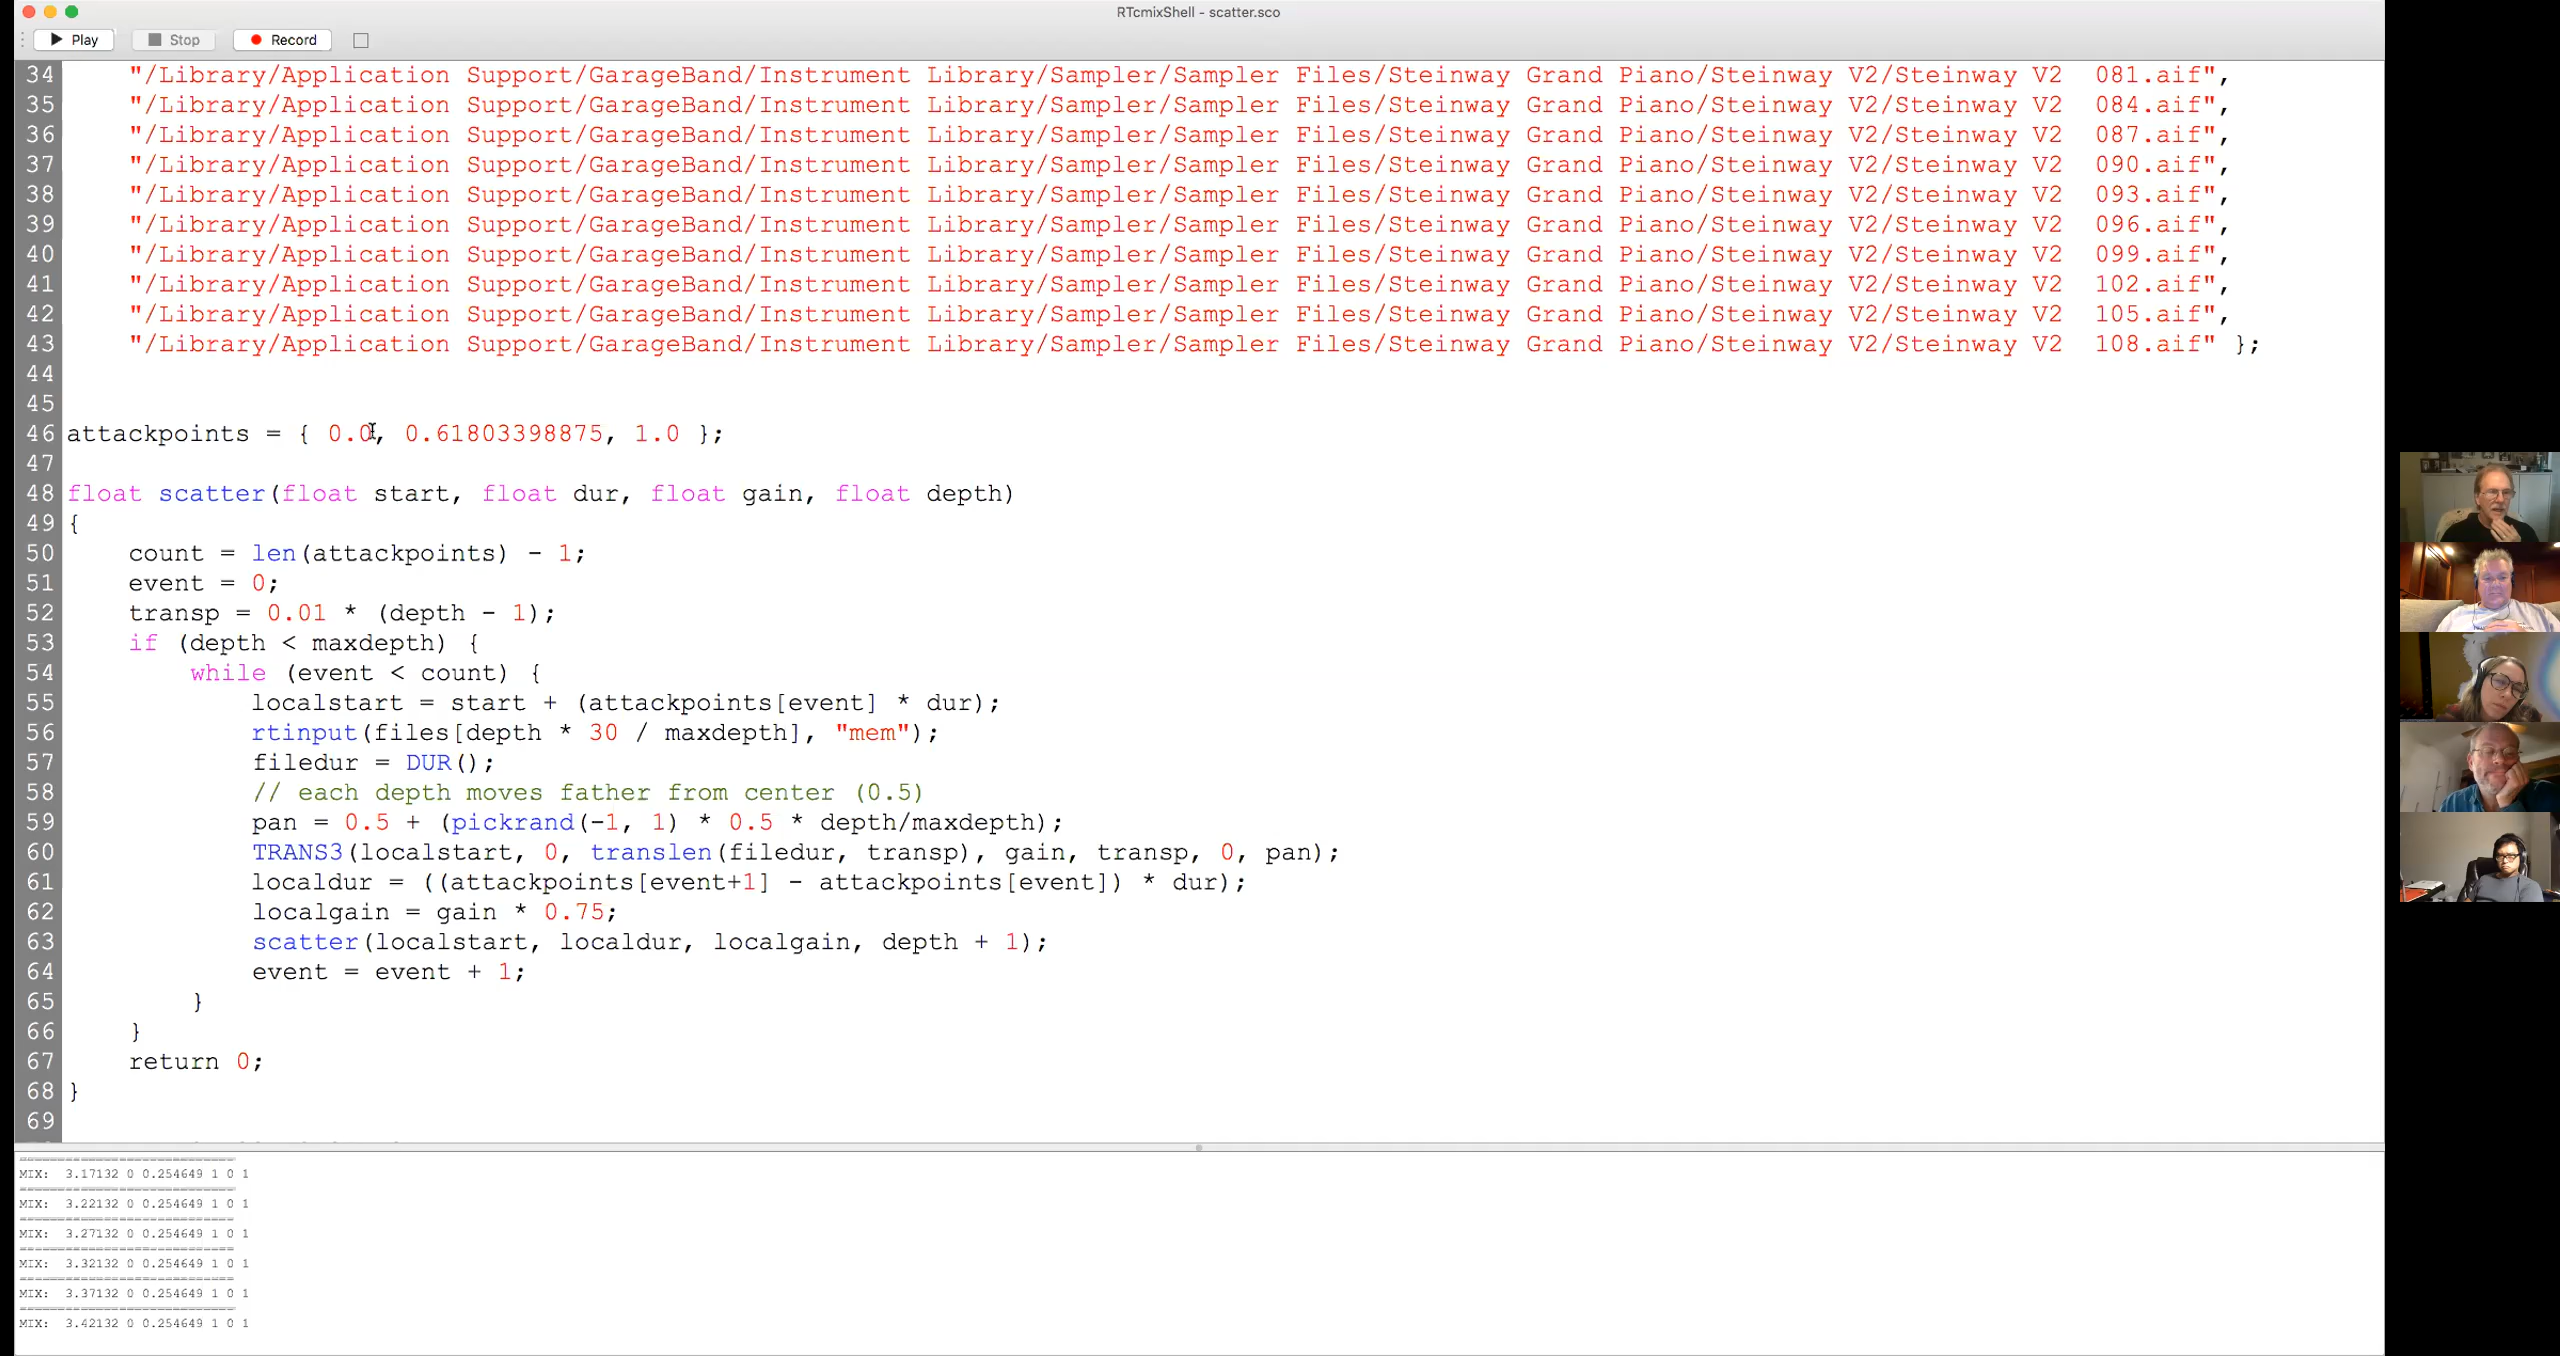 RTcmixShell - scatter.sco
Play Stop Record
34 "/Library/Application Support/GarageBand/Instrument Library/Sampler/Sampler Files/Steinway Grand Piano/Steinway V2/Steinway V2  081.aif",
35 "/Library/Application Support/GarageBand/Instrument Library/Sampler/Sampler Files/Steinway Grand Piano/Steinway V2/Steinway V2  084.aif",
36 "/Library/Application Support/GarageBand/Instrument Library/Sampler/Sampler Files/Steinway Grand Piano/Steinway V2/Steinway V2  087.aif",
37 "/Library/Application Support/GarageBand/Instrument Library/Sampler/Sampler Files/Steinway Grand Piano/Steinway V2/Steinway V2  090.aif",
38 "/Library/Application Support/GarageBand/Instrument Library/Sampler/Sampler Files/Steinway Grand Piano/Steinway V2/Steinway V2  093.aif",
39 "/Library/Application Support/GarageBand/Instrument Library/Sampler/Sampler Files/Steinway Grand Piano/Steinway V2/Steinway V2  096.aif",
40 "/Library/Application Support/GarageBand/Instrument Library/Sampler/Sampler Files/Steinway Grand Piano/Steinway V2/Steinway V2  099.aif",
41 "/Library/Application Support/GarageBand/Instrument Library/Sampler/Sampler Files/Steinway Grand Piano/Steinway V2/Steinway V2  102.aif",
42 "/Library/Application Support/GarageBand/Instrument Library/Sampler/Sampler Files/Steinway Grand Piano/Steinway V2/Steinway V2  105.aif",
43 "/Library/Application Support/GarageBand/Instrument Library/Sampler/Sampler Files/Steinway Grand Piano/Steinway V2/Steinway V2  108.aif" };
44
45
46 attackpoints = { 0.0, 0.61803398875, 1.0 };
47
48 float scatter(float start, float dur, float gain, float depth)
49 {
50 count = len(attackpoints) - 1;
51 event = 0;
52 transp = 0.01 * (depth - 1);
53 if (depth < maxdepth) {
54 while (event < count) {
55 localstart = start + (attackpoints[event] * dur);
56 rtinput(files[depth * 30 / maxdepth], "mem");
57 filedur = DUR();
58 // each depth moves father from center (0.5)
59 pan = 0.5 + (pickrand(-1, 1) * 0.5 * depth/maxdepth);
60 TRANS3(localstart, 0, translen(filedur, transp), gain, transp, 0, pan);
61 localdur = ((attackpoints[event+1] - attackpoints[event]) * dur);
62 localgain = gain * 0.75;
63 scatter(localstart, localdur, localgain, depth + 1);
64 event = event + 1;
65 }
66 }
67 return 0;
68 }
69
============================
MIX:  3.17132 0 0.254649 1 0 1
============================
MIX:  3.22132 0 0.254649 1 0 1
============================
MIX:  3.27132 0 0.254649 1 0 1
============================
MIX:  3.32132 0 0.254649 1 0 1
============================
MIX:  3.37132 0 0.254649 1 0 1
============================
MIX:  3.42132 0 0.254649 1 0 1